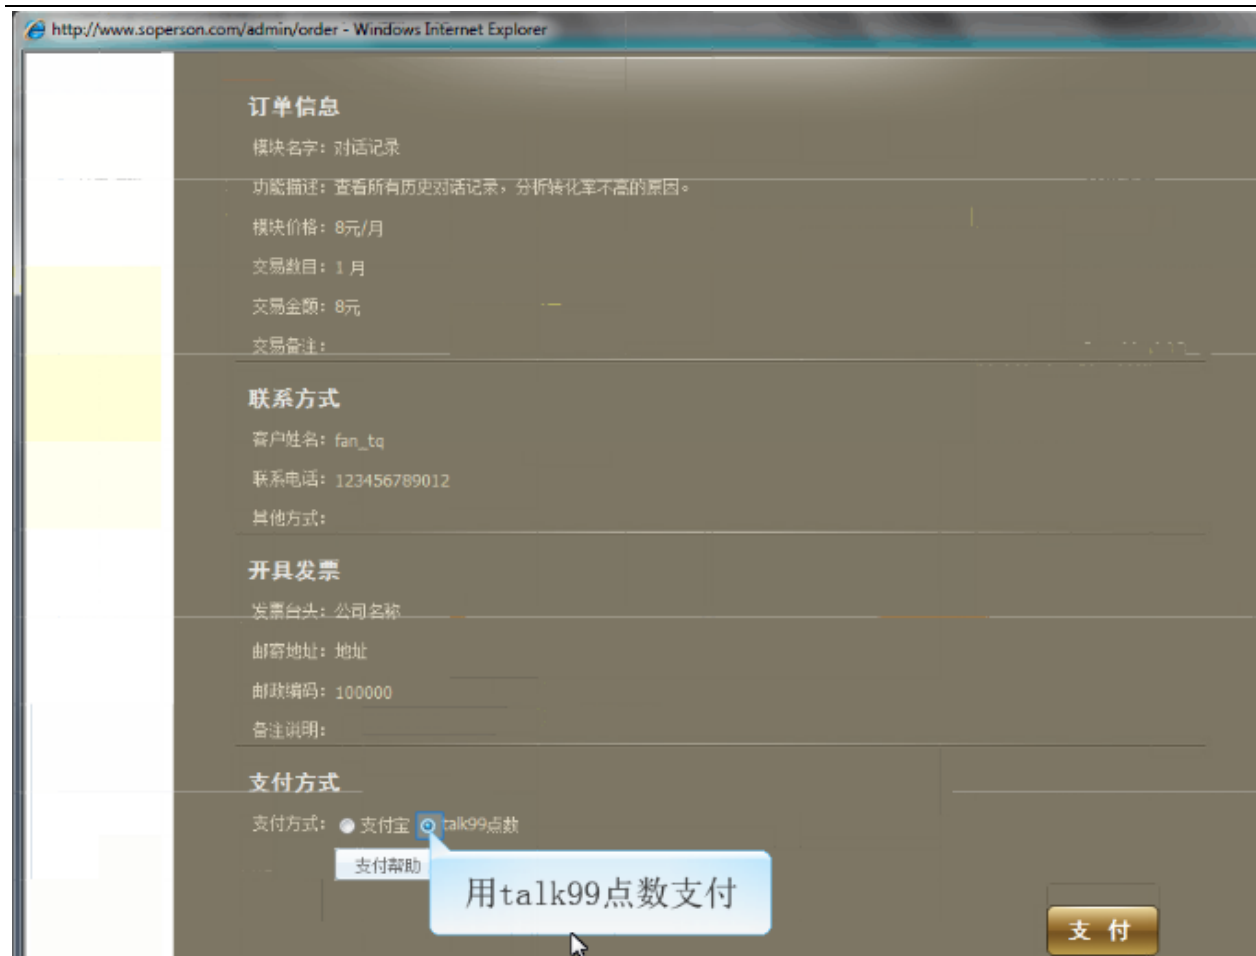 http://www.soperson.com/admin/order - Windows Internet Explorer
订单信息
模块名字：对话记录
功能描述：查看所有历史对话记录，分析转化率不高的原因。
模块价格：8元/月
交易数目：1 月
交易金额：8元
交易备注：
联系方式
客户姓名：fan_tq
联系电话：123456789012
其他方式：
开具发票
发票台头：公司名称
邮寄地址：地址
邮政编码：100000
备注说明：
支付方式
支付方式： 支付宝 talk99点数
支付帮助
用talk99点数支付
支 付